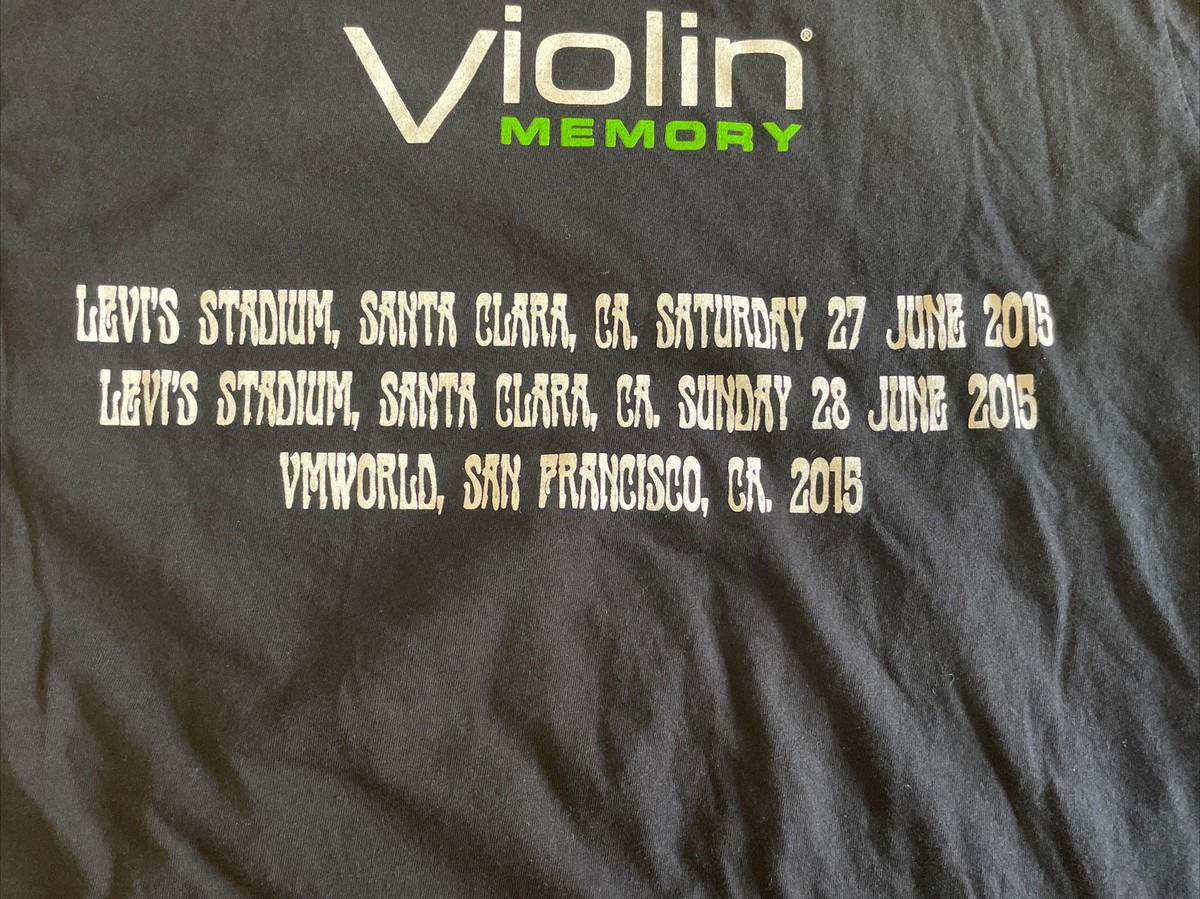 Violin®
MEMORY
LEVI'S STADIUM, SANTA CLARA, CA. SATURDAY 27 JUNE 2015
LEVI'S STADIUM, SANTA CLARA, CA. SUNDAY 28 JUNE 2015
VMWORLD, SAN FRANCISCO, CA. 2015